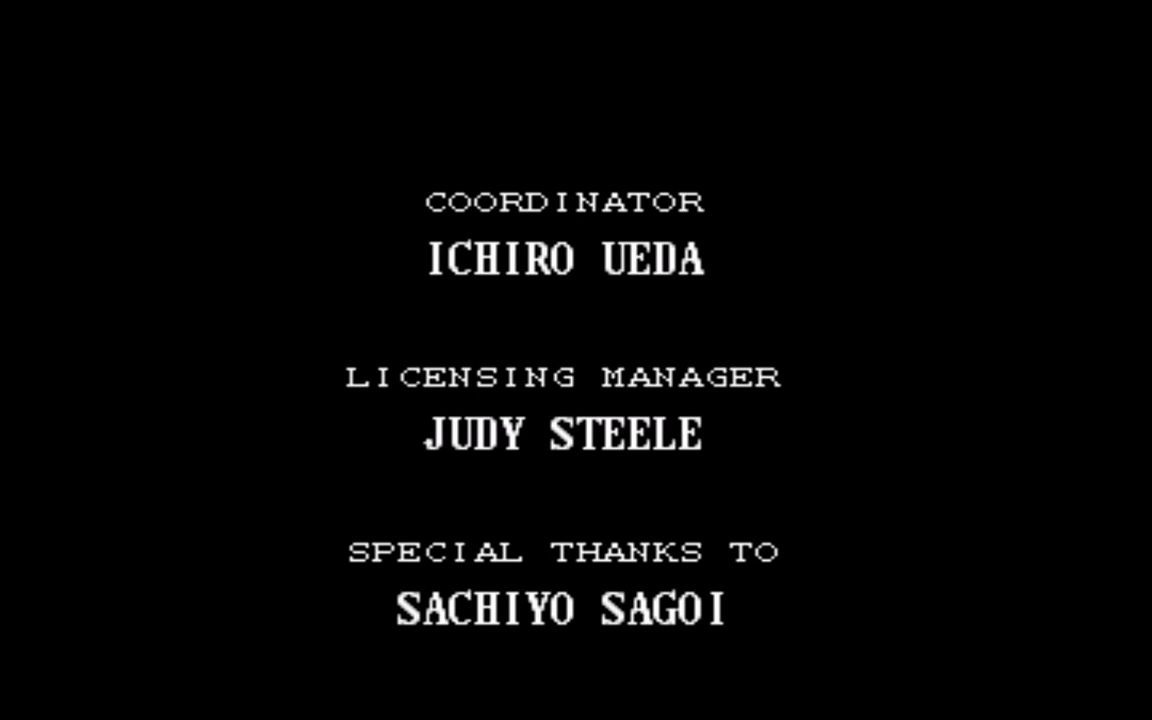 COORDINATOR
ICHIRO UEDA
LICENSING MANAGER
JUDY STEELE
SPECIAL THANKS TO
SACHIYO SAGOI